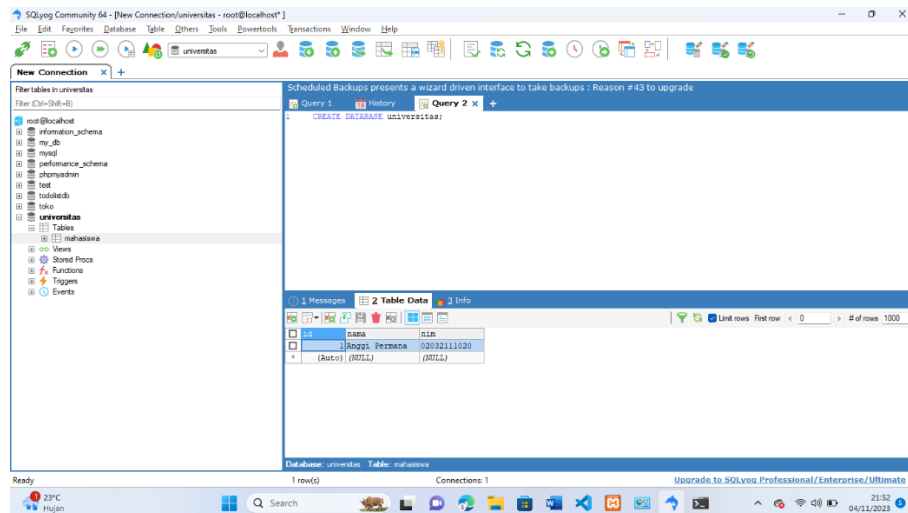 SQLyog Community 64 - [New Connection/universitas - root@localhost*]
File Edit Favorites Database Table Others Tools Powertools Transactions Window Help
universitas
New Connection x +
Filter tables in universitas
Filter (Ctrl+Shift+B)
root@localhost
information_schema
my_db
mysql
performance_schema
phpmyadmin
test
todolistdb
toko
universitas
Tables
mahasiswa
Views
Stored Procs
fx Functions
Triggers
Events
Scheduled Backups presents a wizard driven interface to take backups : Reason #43 to upgrade
Query 1 History Query 2 x +
1 CREATE DATABASE universitas;
1 Messages 2 Table Data 3 Info
Limit rows First row 0 # of rows 1000
id nama nim
1 Anggi Permana 02032111020
* (Auto) (NULL) (NULL)
Database: universitas Table: mahasiswa
Ready 1 row(s) Connections: 1 Upgrade to SQLyog Professional/Enterprise/Ultimate
1 23°C
Hujan
Search
21:52
04/11/2023
5